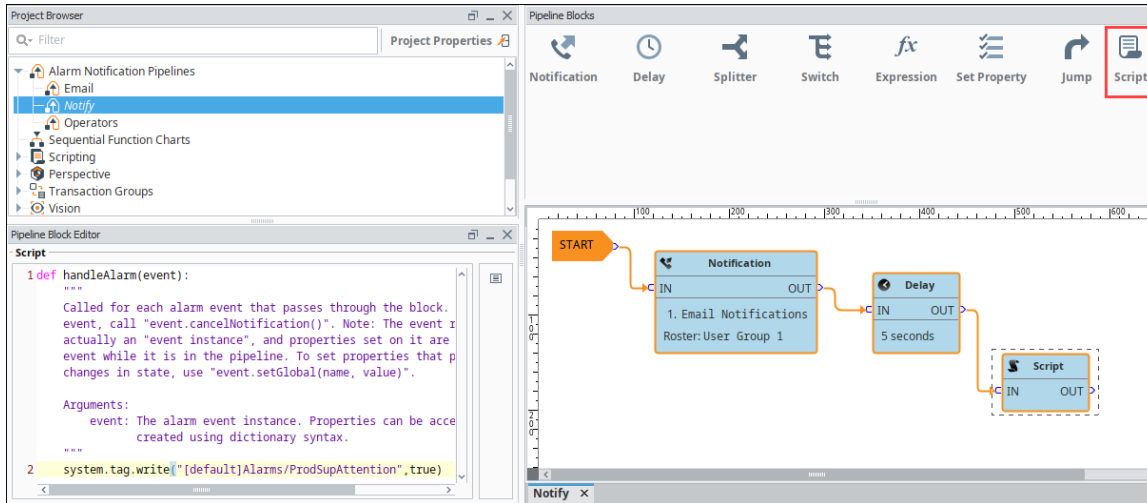 Project Browser
Filter
Project Properties
Alarm Notification Pipelines
Email
Notify
Operators
Sequential Function Charts
Scripting
Perspective
Transaction Groups
Vision
Pipeline Block Editor
Script
1 def handleAlarm(event):
"""
Called for each alarm event that passes through the block.
event, call "event.cancelNotification()". Note: The event r
actually an "event instance", and properties set on it are
event while it is in the pipeline. To set properties that p
changes in state, use "event.setGlobal(name, value)".
Arguments:
event: The alarm event instance. Properties can be acce
created using dictionary syntax.
"""
2 system.tag.write("[default]Alarms/ProdSupAttention",true)
Pipeline Blocks
Notification Delay Splitter Switch Expression Set Property Jump Script
fx
100 200 300 400 500 600
100
200
START
Notification
IN OUT
1. Email Notifications
Roster: User Group 1
Delay
IN OUT
5 seconds
Script
IN OUT
Notify